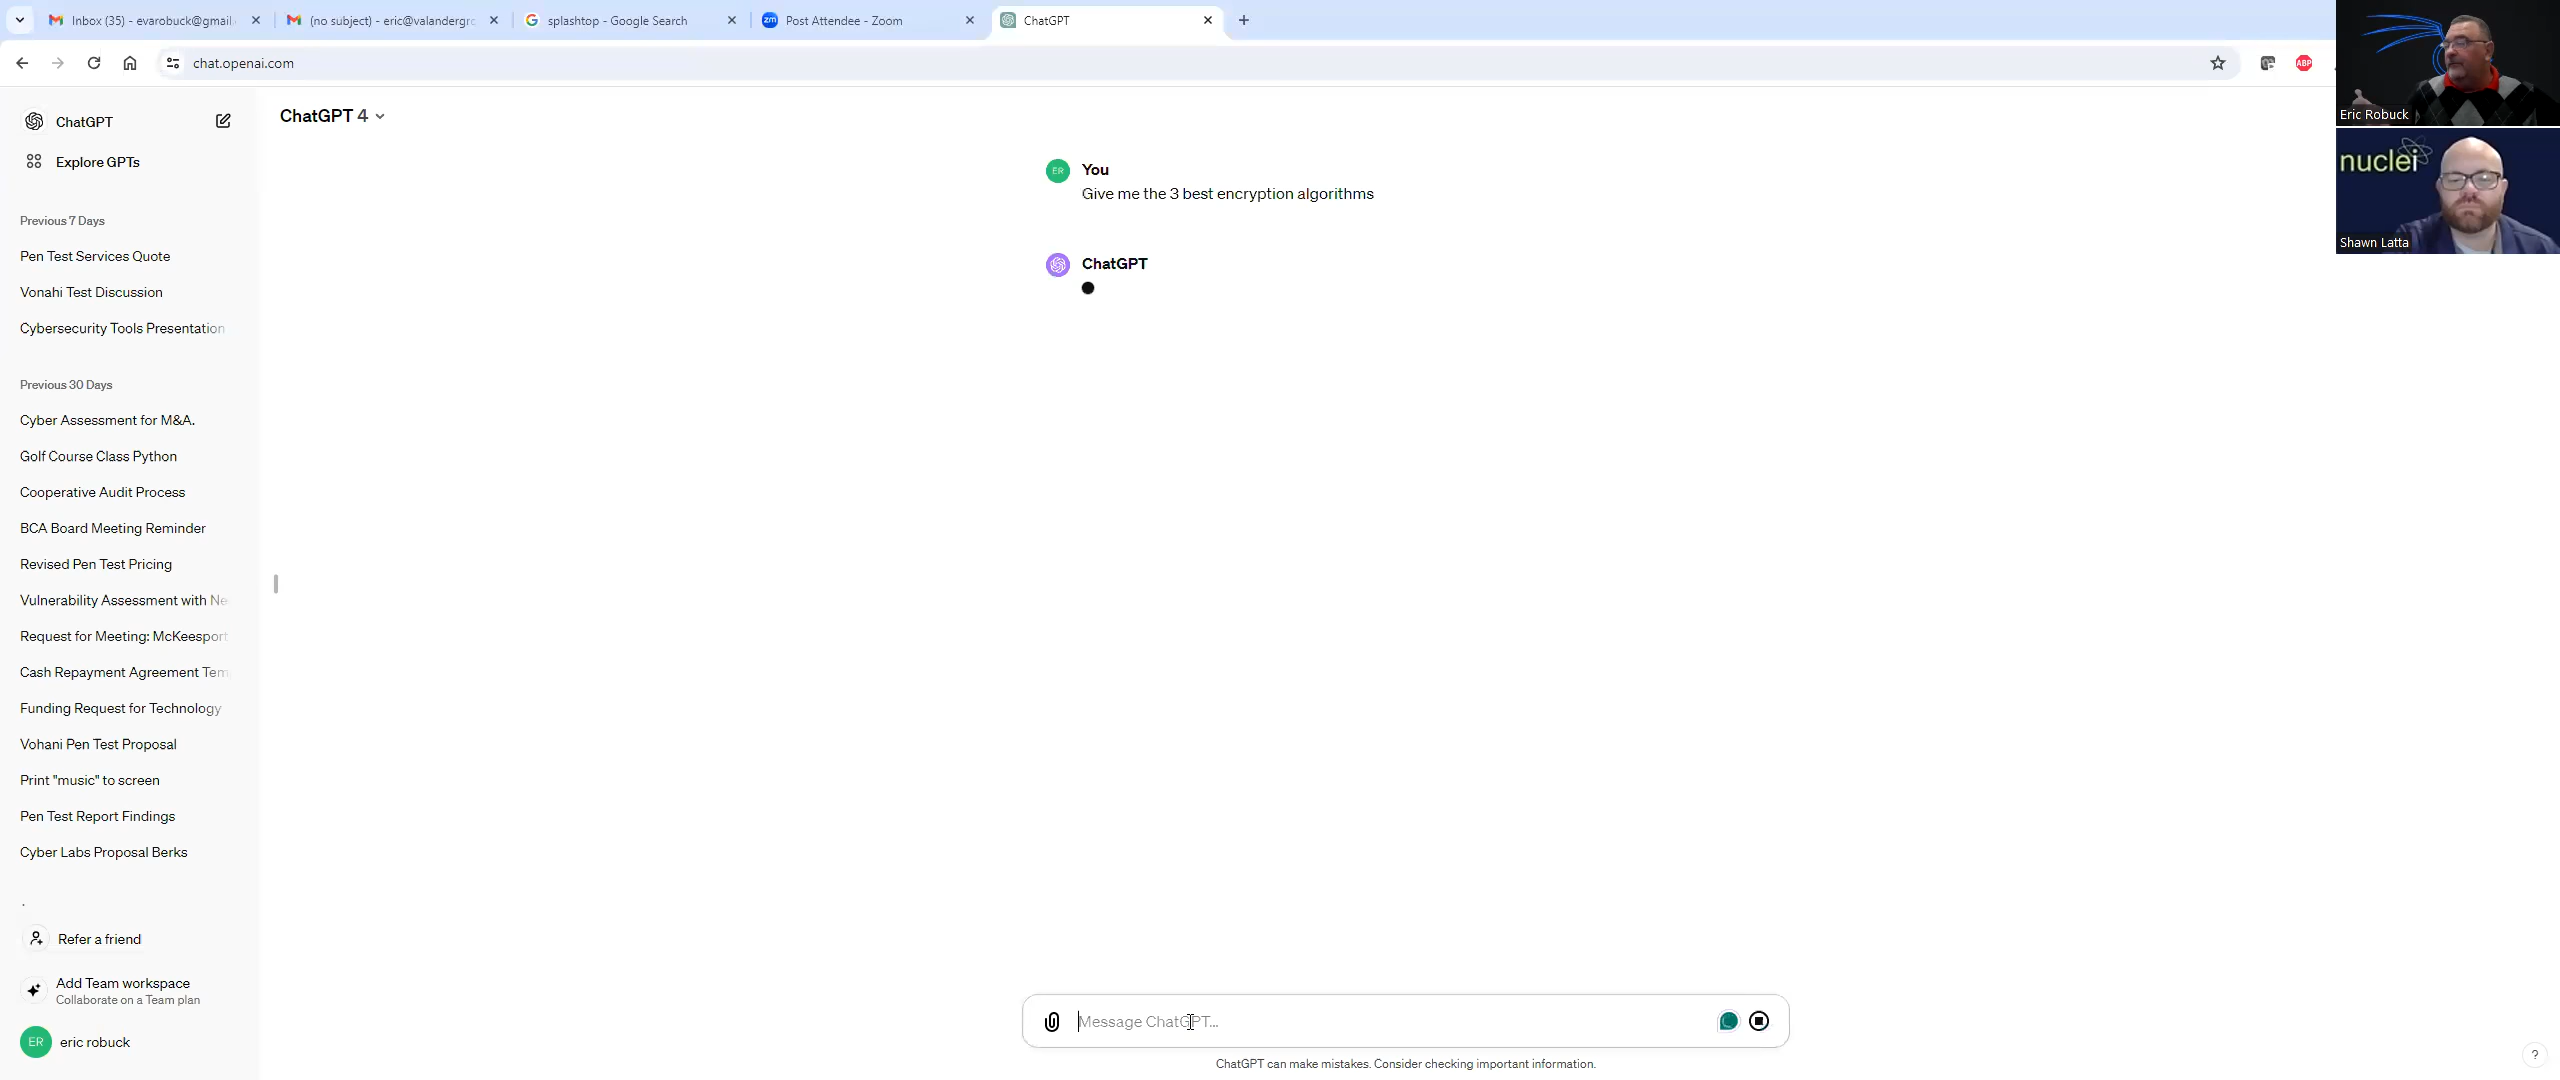 Inbox (35) - evarobuck@gmail
(no subject) - eric@valandergro
splashtop - Google Search
zm
Post Attendee - Zoom
ChatGPT
chat.openai.com
ABP
ChatGPT
Explore GPTs
Previous 7 Days
Pen Test Services Quote
Vonahi Test Discussion
Cybersecurity Tools Presentation
Previous 30 Days
Cyber Assessment for M&A.
Golf Course Class Python
Cooperative Audit Process
BCA Board Meeting Reminder
Revised Pen Test Pricing
Vulnerability Assessment with Ne
Request for Meeting: McKeesport
Cash Repayment Agreement Tem
Funding Request for Technology
Vohani Pen Test Proposal
Print "music" to screen
Pen Test Report Findings
Cyber Labs Proposal Berks
Refer a friend
Add Team workspace
Collaborate on a Team plan
ER
eric robuck
ChatGPT 4
ER
You
Give me the 3 best encryption algorithms
ChatGPT
Message ChatGPT...
ChatGPT can make mistakes. Consider checking important information.
?
Eric Robuck
nuclei
Shawn Latta